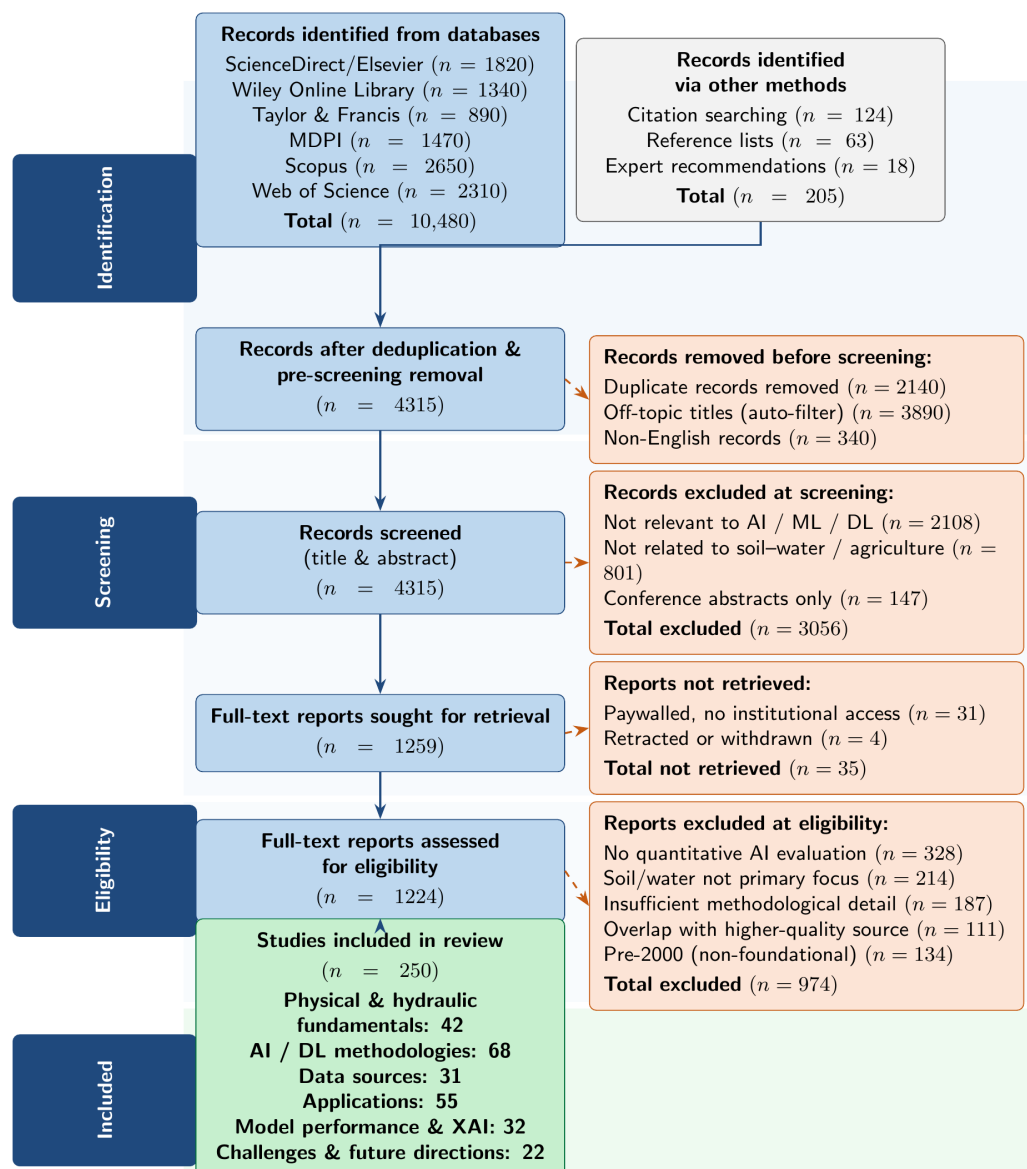 Records identified from databases
ScienceDirect/Elsevier (n = 1820)
Wiley Online Library (n = 1340)
Taylor & Francis (n = 890)
MDPI (n = 1470)
Scopus (n = 2650)
Web of Science (n = 2310)
Total (n = 10,480)
Records identified
via other methods
Citation searching (n = 124)
Reference lists (n = 63)
Expert recommendations (n = 18)
Total (n = 205)
Identification
Records after deduplication &
pre-screening removal
(n = 4315)
Records removed before screening:
Duplicate records removed (n = 2140)
Off-topic titles (auto-filter) (n = 3890)
Non-English records (n = 340)
Screening
Records screened
(title & abstract)
(n = 4315)
Records excluded at screening:
Not relevant to AI / ML / DL (n = 2108)
Not related to soil–water / agriculture (n =
801)
Conference abstracts only (n = 147)
Total excluded (n = 3056)
Full-text reports sought for retrieval
(n = 1259)
Reports not retrieved:
Paywalled, no institutional access (n = 31)
Retracted or withdrawn (n = 4)
Total not retrieved (n = 35)
Eligibility
Full-text reports assessed
for eligibility
(n = 1224)
Reports excluded at eligibility:
No quantitative AI evaluation (n = 328)
Soil/water not primary focus (n = 214)
Insufficient methodological detail (n = 187)
Overlap with higher-quality source (n = 111)
Pre-2000 (non-foundational) (n = 134)
Total excluded (n = 974)
Included
Studies included in review
(n = 250)
Physical & hydraulic
fundamentals: 42
AI / DL methodologies: 68
Data sources: 31
Applications: 55
Model performance & XAI: 32
Challenges & future directions: 22